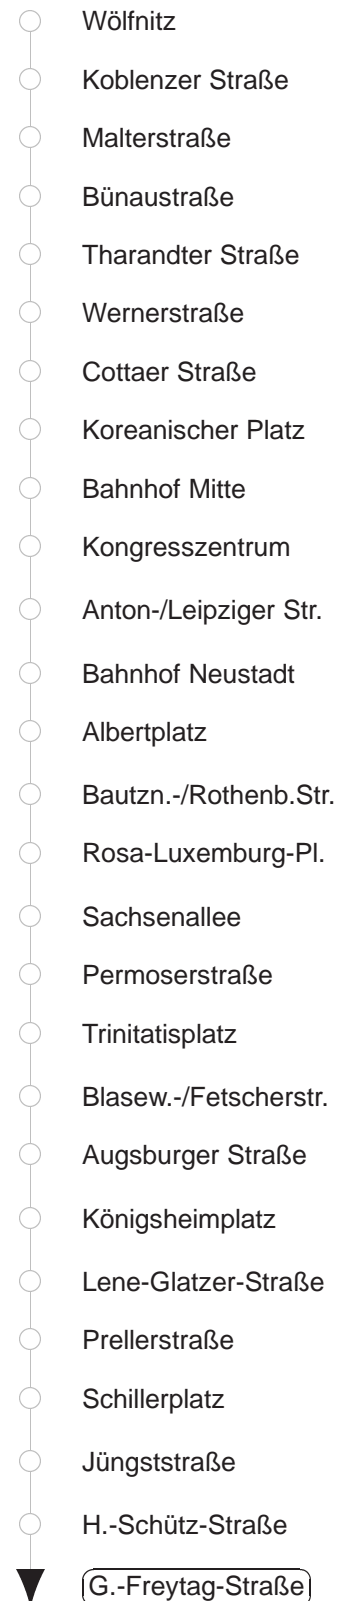 Wölfnitz
Koblenzer Straße
Malterstraße
Bünaustraße
Tharandter Straße
Wernerstraße
Cottaer Straße
Koreanischer Platz
Bahnhof Mitte
Kongresszentrum
Anton-/Leipziger Str.
Bahnhof Neustadt
Albertplatz
Bautzn.-/Rothenb.Str.
Rosa-Luxemburg-Pl.
Sachsenallee
Permoserstraße
Trinitatisplatz
Blasew.-/Fetscherstr.
Augsburger Straße
Königsheimplatz
Lene-Glatzer-Straße
Prellerstraße
Schillerplatz
Jüngststraße
H.-Schütz-Straße
G.-Freytag-Straße